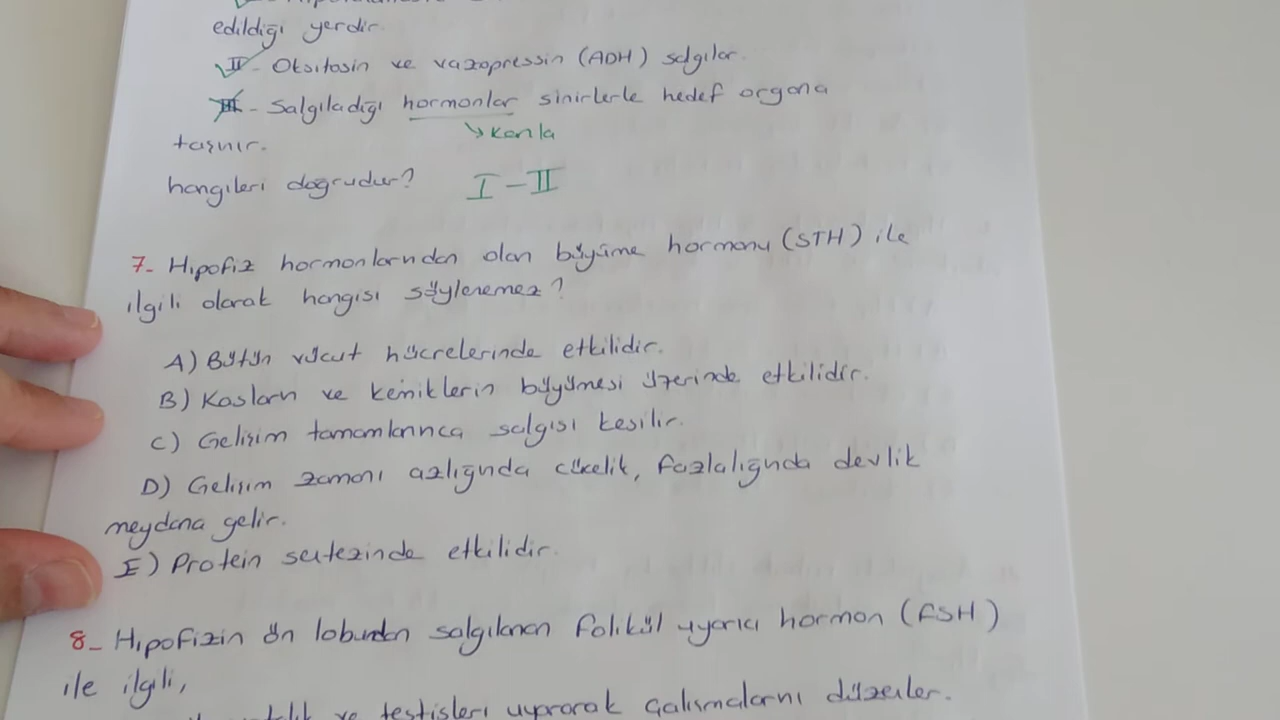 edildiği yerdir.
II- Oksitosin ve vazopressin (ADH) salgılar.
III- Salgıladığı hormonlar sinirlerle hedef organa
↘ Kanla
taşınır.
hangileri doğrudur? I-II
7- Hipofiz hormonlarından olan büyüme hormonu (STH) ile
ilgili olarak hangisi söylenemez?
A) Bütün vücut hücrelerinde etkilidir.
B) Kasların ve kemiklerin büyümesi üzerinde etkilidir.
C) Gelişim tamamlanınca salgısı kesilir.
D) Gelişim zamanı azlığında cücelik, fazlalığında devlik
meydana gelir.
E) Protein sentezinde etkilidir.
8- Hipofizin ön lobundan salgılanan folikül uyarıcı hormon (FSH)
ile ilgili,
ve testisleri uyararak çalışmalarını düzenler.